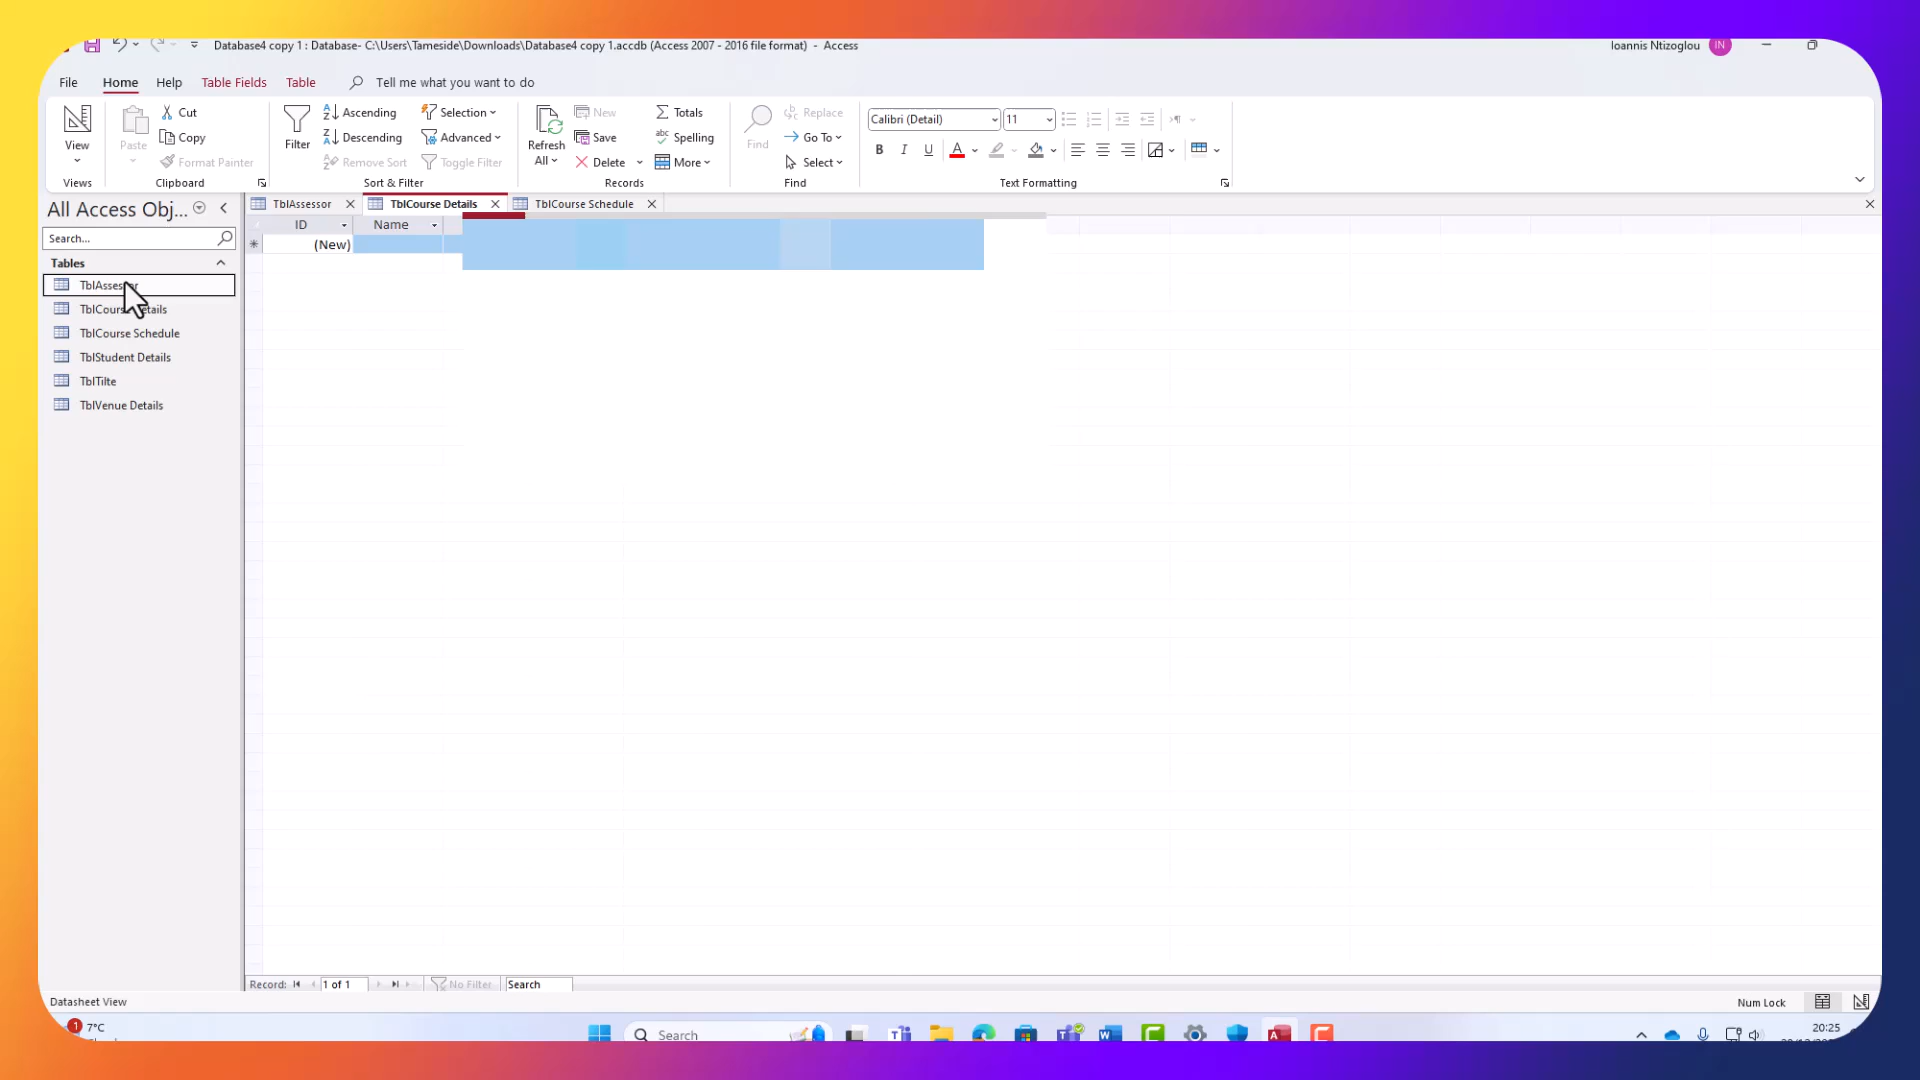 Database4 copy 1 : Database- C:\Users\Tameside\Downloads\Database4 copy 1.accdb (Access 2007 - 2016 file format) - Access
Ioannis Ntizoglou
IN
File
Home
Help
Table Fields
Table
Tell me what you want to do
View
Paste
Cut
Copy
Format Painter
Filter
Ascending
Descending
Remove Sort
Selection
Advanced
Toggle Filter
Refresh
All
New
Save
Delete
Totals
Spelling
More
Find
Replace
Go To
Select
Calibri (Detail)
11
B I U A
Views
Clipboard
Sort & Filter
Records
Find
Text Formatting
All Access Obj...
Search...
Tables
TblCourse Schedule
TblStudent Details
TblTilte
TblVenue Details
TblAssessor
TblCourse Details
TblCourse Schedule
ID
Name
(New)
Record:
1 of 1
No Filter
Search
Datasheet View
Num Lock
1
7°C
Search
20:25